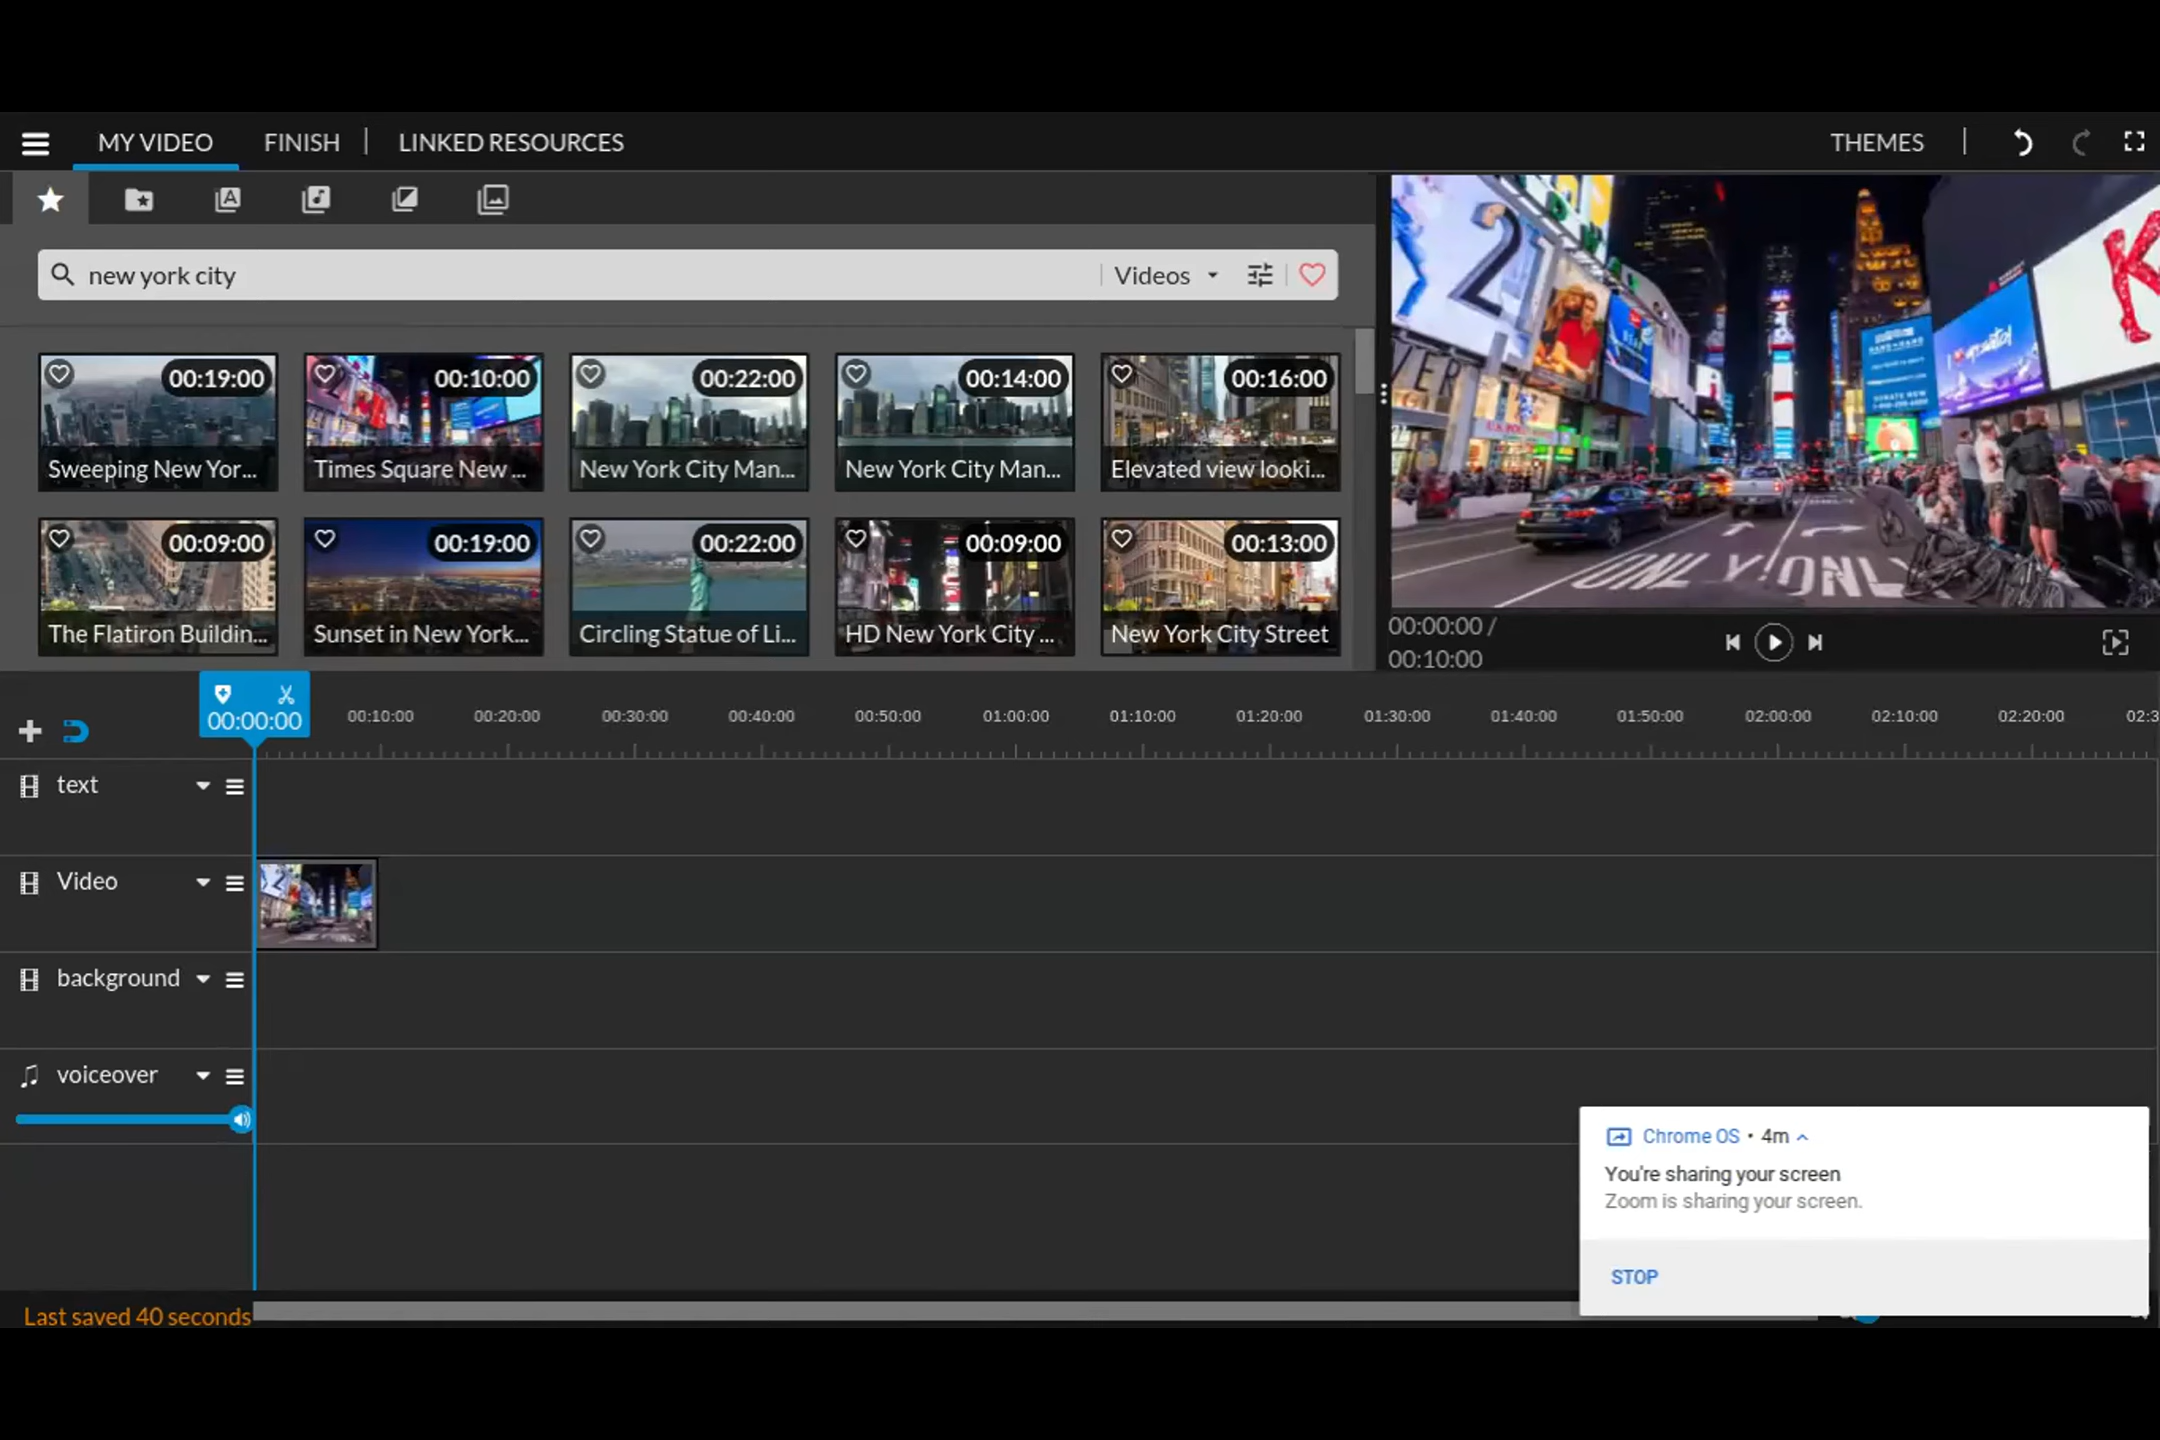 MY VIDEO FINISH | LINKED RESOURCES THEMES
new york city Videos
00:19:00 00:10:00 00:22:00 00:14:00 00:16:00
Sweeping New Yor... Times Square New ... New York City Man... New York City Man... Elevated view looki...
00:09:00 00:19:00 00:22:00 00:09:00 00:13:00
The Flatiron Buildin... Sunset in New York... Circling Statue of Li... HD New York City ... New York City Street
2
K
ONLY ONLY
00:00:00 /
00:10:00
00:00:00 00:10:00 00:20:00 00:30:00 00:40:00 00:50:00 01:00:00 01:10:00 01:20:00 01:30:00 01:40:00 01:50:00 02:00:00 02:10:00 02:20:00 02:3
text
Video
background
voiceover
Chrome OS • 4m
You're sharing your screen
Zoom is sharing your screen.
STOP
Last saved 40 seconds